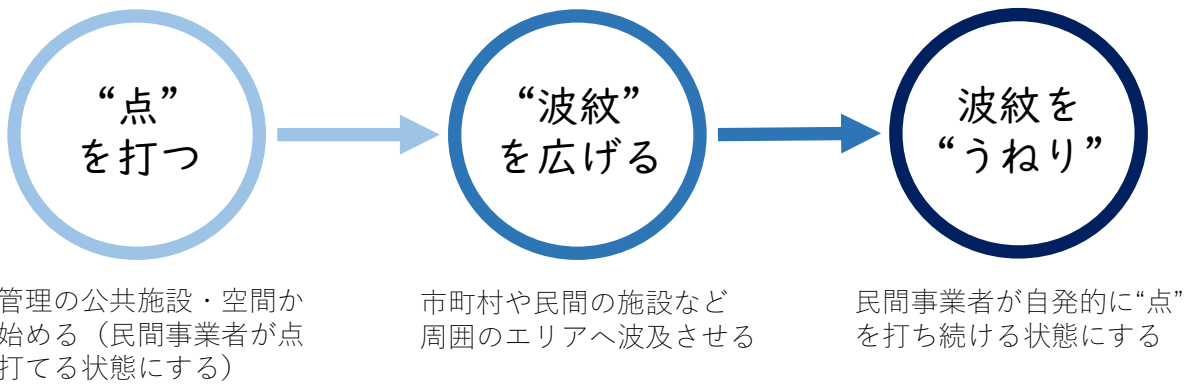 “点”
を打つ
“波紋”
を広げる
波紋を
“うねり”
管理の公共施設・空間か
始める（民間事業者が点
打てる状態にする）
市町村や民間の施設など
周囲のエリアへ波及させる
民間事業者が自発的に“点”
を打ち続ける状態にする